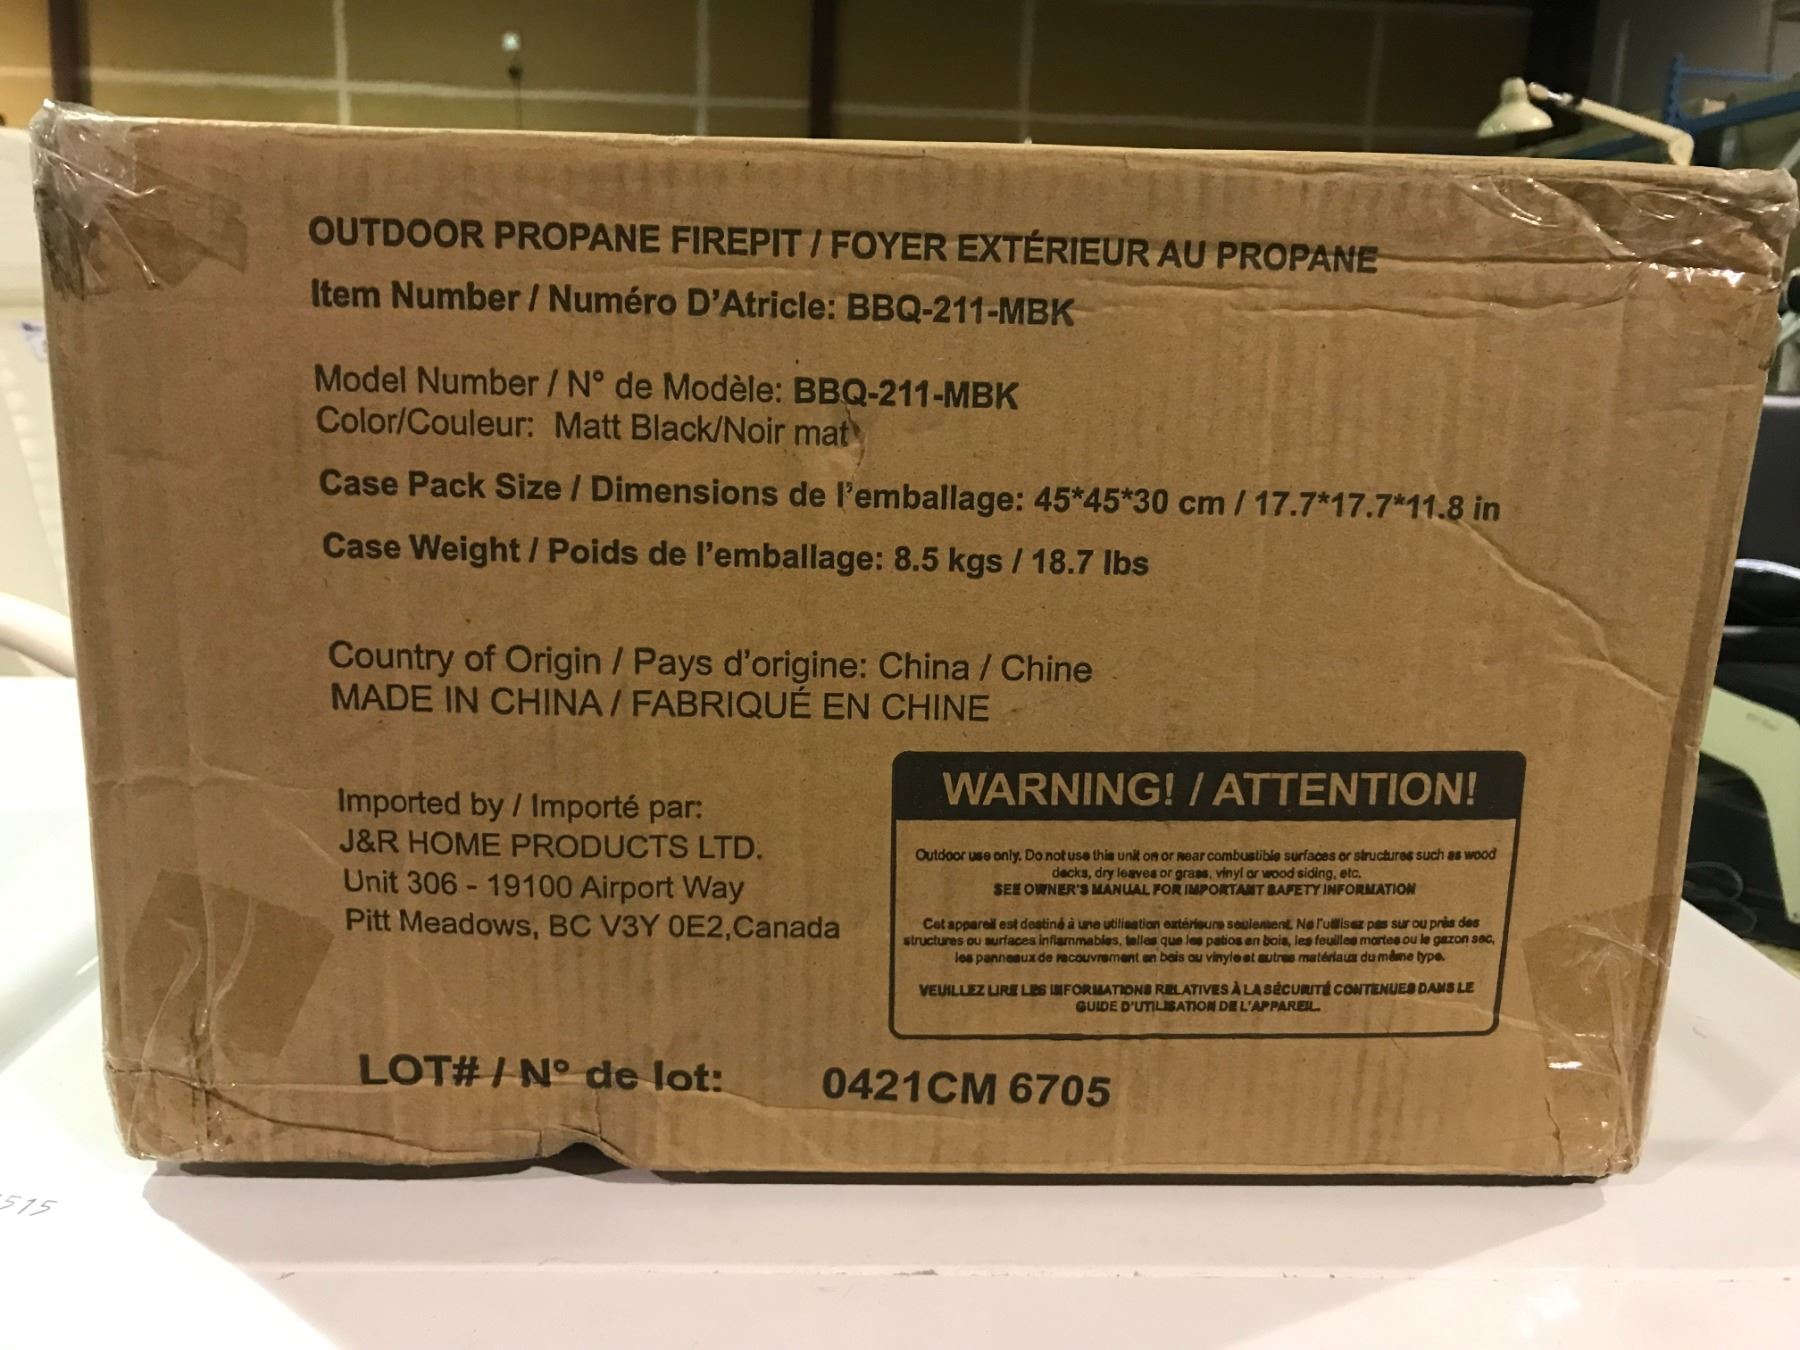 OUTDOOR PROPANE FIREPIT / FOYER EXTÉRIEUR AU PROPANE
Item Number / Numéro D'Atricle: BBQ-211-MBK
Model Number / N° de Modèle: BBQ-211-MBK
Color/Couleur: Matt Black/Noir mat
Case Pack Size / Dimensions de l'emballage: 45*45*30 cm / 17.7*17.7*11.8 in
Case Weight / Poids de l'emballage: 8.5 kgs / 18.7 lbs
Country of Origin / Pays d'origine: China / Chine
MADE IN CHINA / FABRIQUÉ EN CHINE
Imported by / Importé par:
J&R HOME PRODUCTS LTD.
Unit 306 - 19100 Airport Way
Pitt Meadows, BC V3Y 0E2,Canada
WARNING! / ATTENTION!
Outdoor use only. Do not use this unit on or near combustible surfaces or structures such as wood
decks, dry leaves or grass, vinyl or wood siding, etc.
SEE OWNER'S MANUAL FOR IMPORTANT SAFETY INFORMATION
Cet appareil est destiné à une utilisation extérieure seulement. Ne l'utilisez pas sur ou près des
structures ou surfaces inflammables, telles que les patios en bois, les feuilles mortes ou le gazon sec,
les panneaux de recouvrement en bois ou vinyle et autres matériaux du même type.
VEUILLEZ LIRE LES INFORMATIONS RELATIVES À LA SÉCURITÉ CONTENUES DANS LE
GUIDE D'UTILISATION DE L'APPAREIL.
LOT# / N° de lot: 0421CM 6705